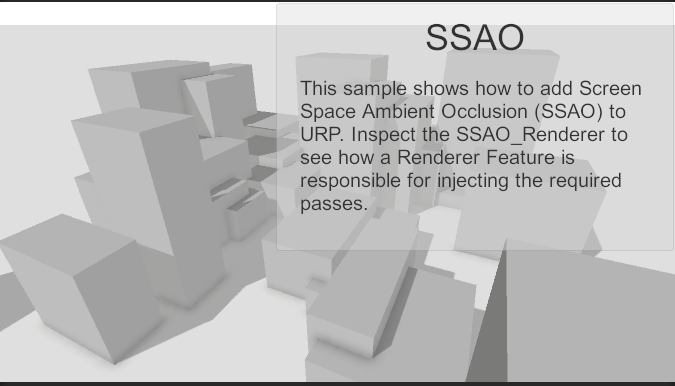 SSAO
This sample shows how to add Screen
Space Ambient Occlusion (SSAO) to
URP. Inspect the SSAO_Renderer to
see how a Renderer Feature is
responsible for injecting the required
passes.